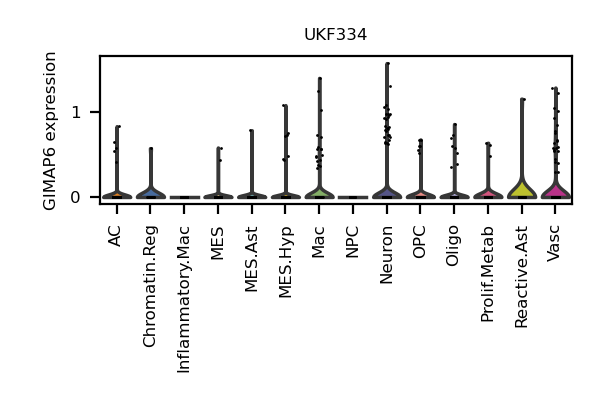 UKF334
GIMAP6 expression
1
0
AC
Chromatin.Reg
Inflammatory.Mac
MES
MES.Ast
MES.Hyp
Mac
NPC
Neuron
OPC
Oligo
Prolif.Metab
Reactive.Ast
Vasc